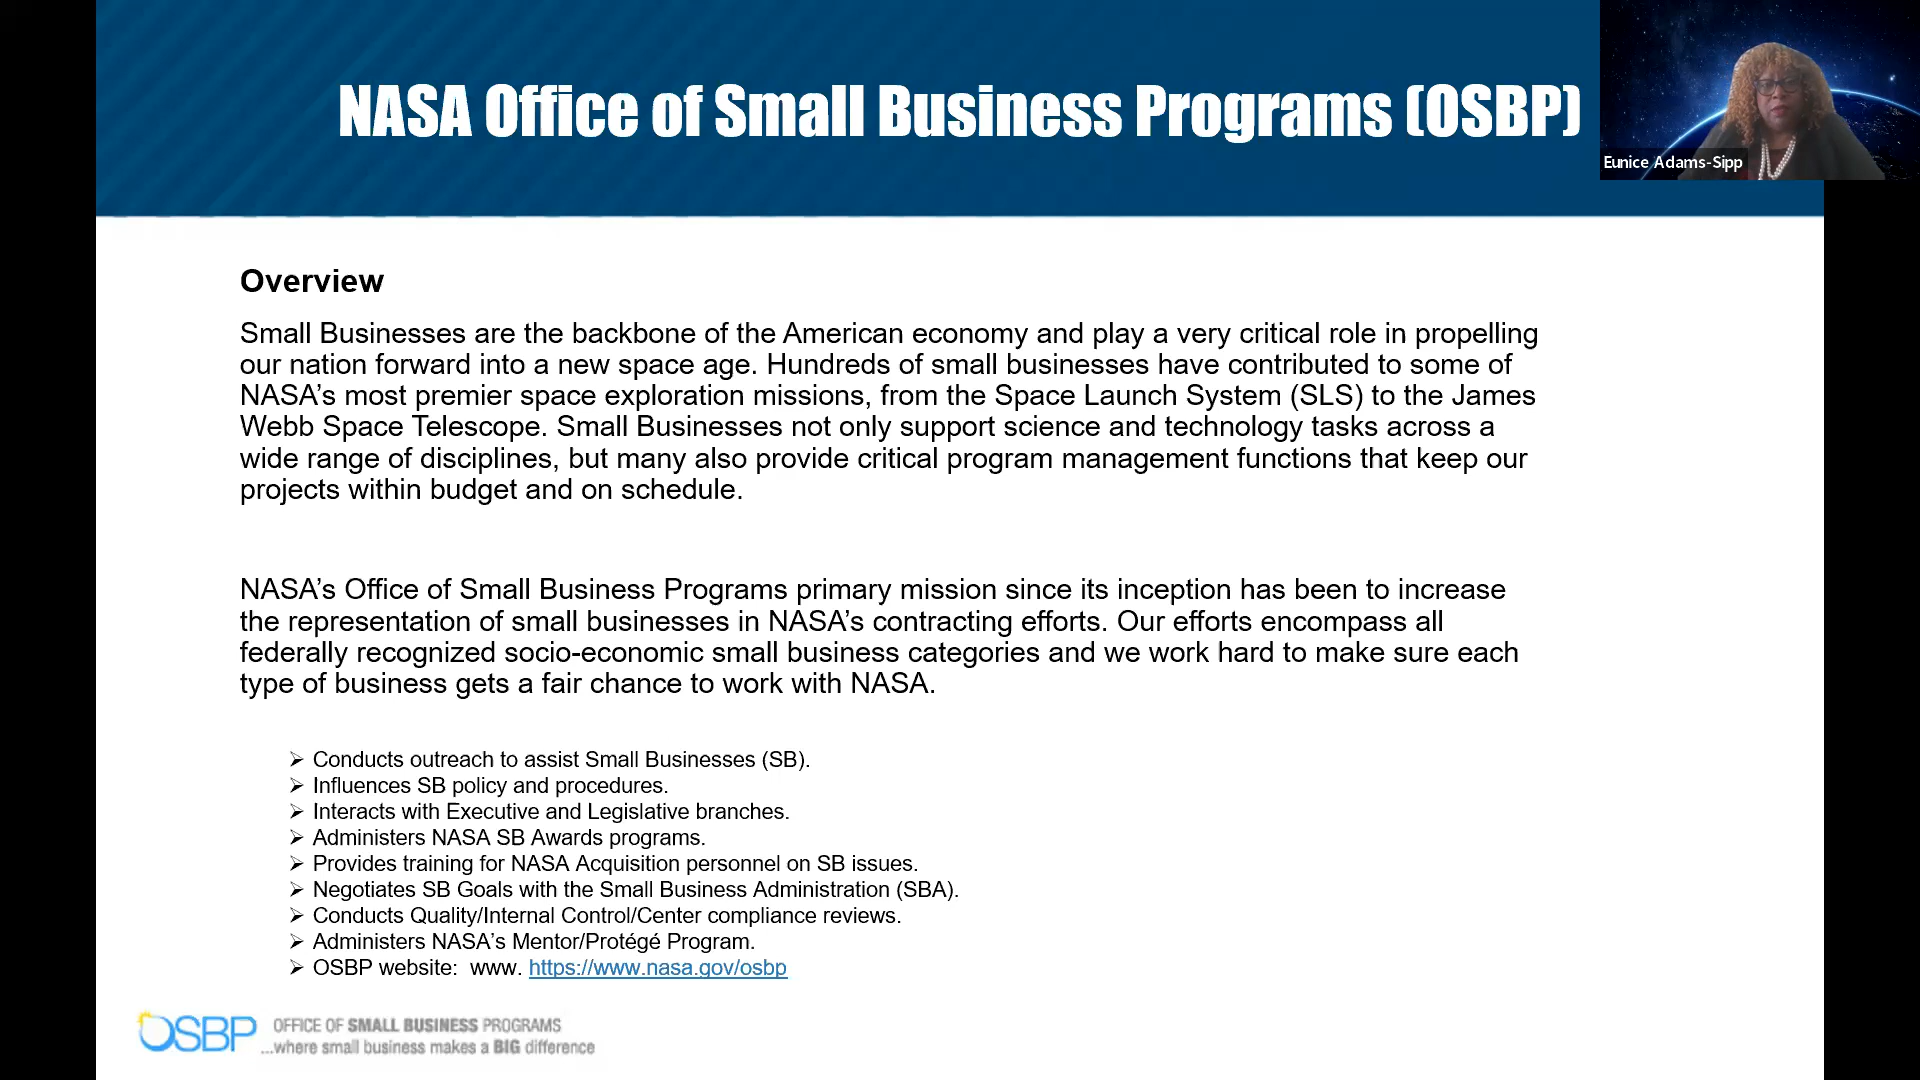 NASA Office of Small Business Programs (OSBP)
Eunice Adams-Sipp
Overview
Small Businesses are the backbone of the American economy and play a very critical role in propelling
our nation forward into a new space age. Hundreds of small businesses have contributed to some of
NASA’s most premier space exploration missions, from the Space Launch System (SLS) to the James
Webb Space Telescope. Small Businesses not only support science and technology tasks across a
wide range of disciplines, but many also provide critical program management functions that keep our
projects within budget and on schedule.
NASA’s Office of Small Business Programs primary mission since its inception has been to increase
the representation of small businesses in NASA’s contracting efforts. Our efforts encompass all
federally recognized socio-economic small business categories and we work hard to make sure each
type of business gets a fair chance to work with NASA.
➢ Conducts outreach to assist Small Businesses (SB).
➢ Influences SB policy and procedures.
➢ Interacts with Executive and Legislative branches.
➢ Administers NASA SB Awards programs.
➢ Provides training for NASA Acquisition personnel on SB issues.
➢ Negotiates SB Goals with the Small Business Administration (SBA).
➢ Conducts Quality/Internal Control/Center compliance reviews.
➢ Administers NASA’s Mentor/Protégé Program.
➢ OSBP website:  www. https://www.nasa.gov/osbp
OSBP
OFFICE OF SMALL BUSINESS PROGRAMS
...where small business makes a BIG difference